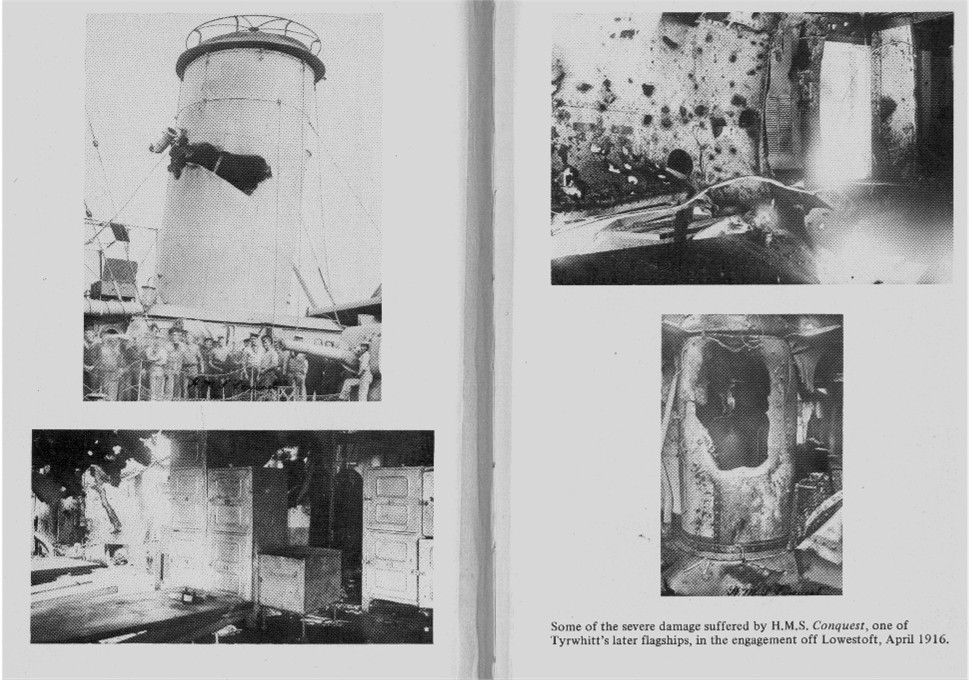 Some of the severe damage suffered by H.M.S. Conquest, one of
Tyrwhitt's later flagships, in the engagement off Lowestoft, April 1916.